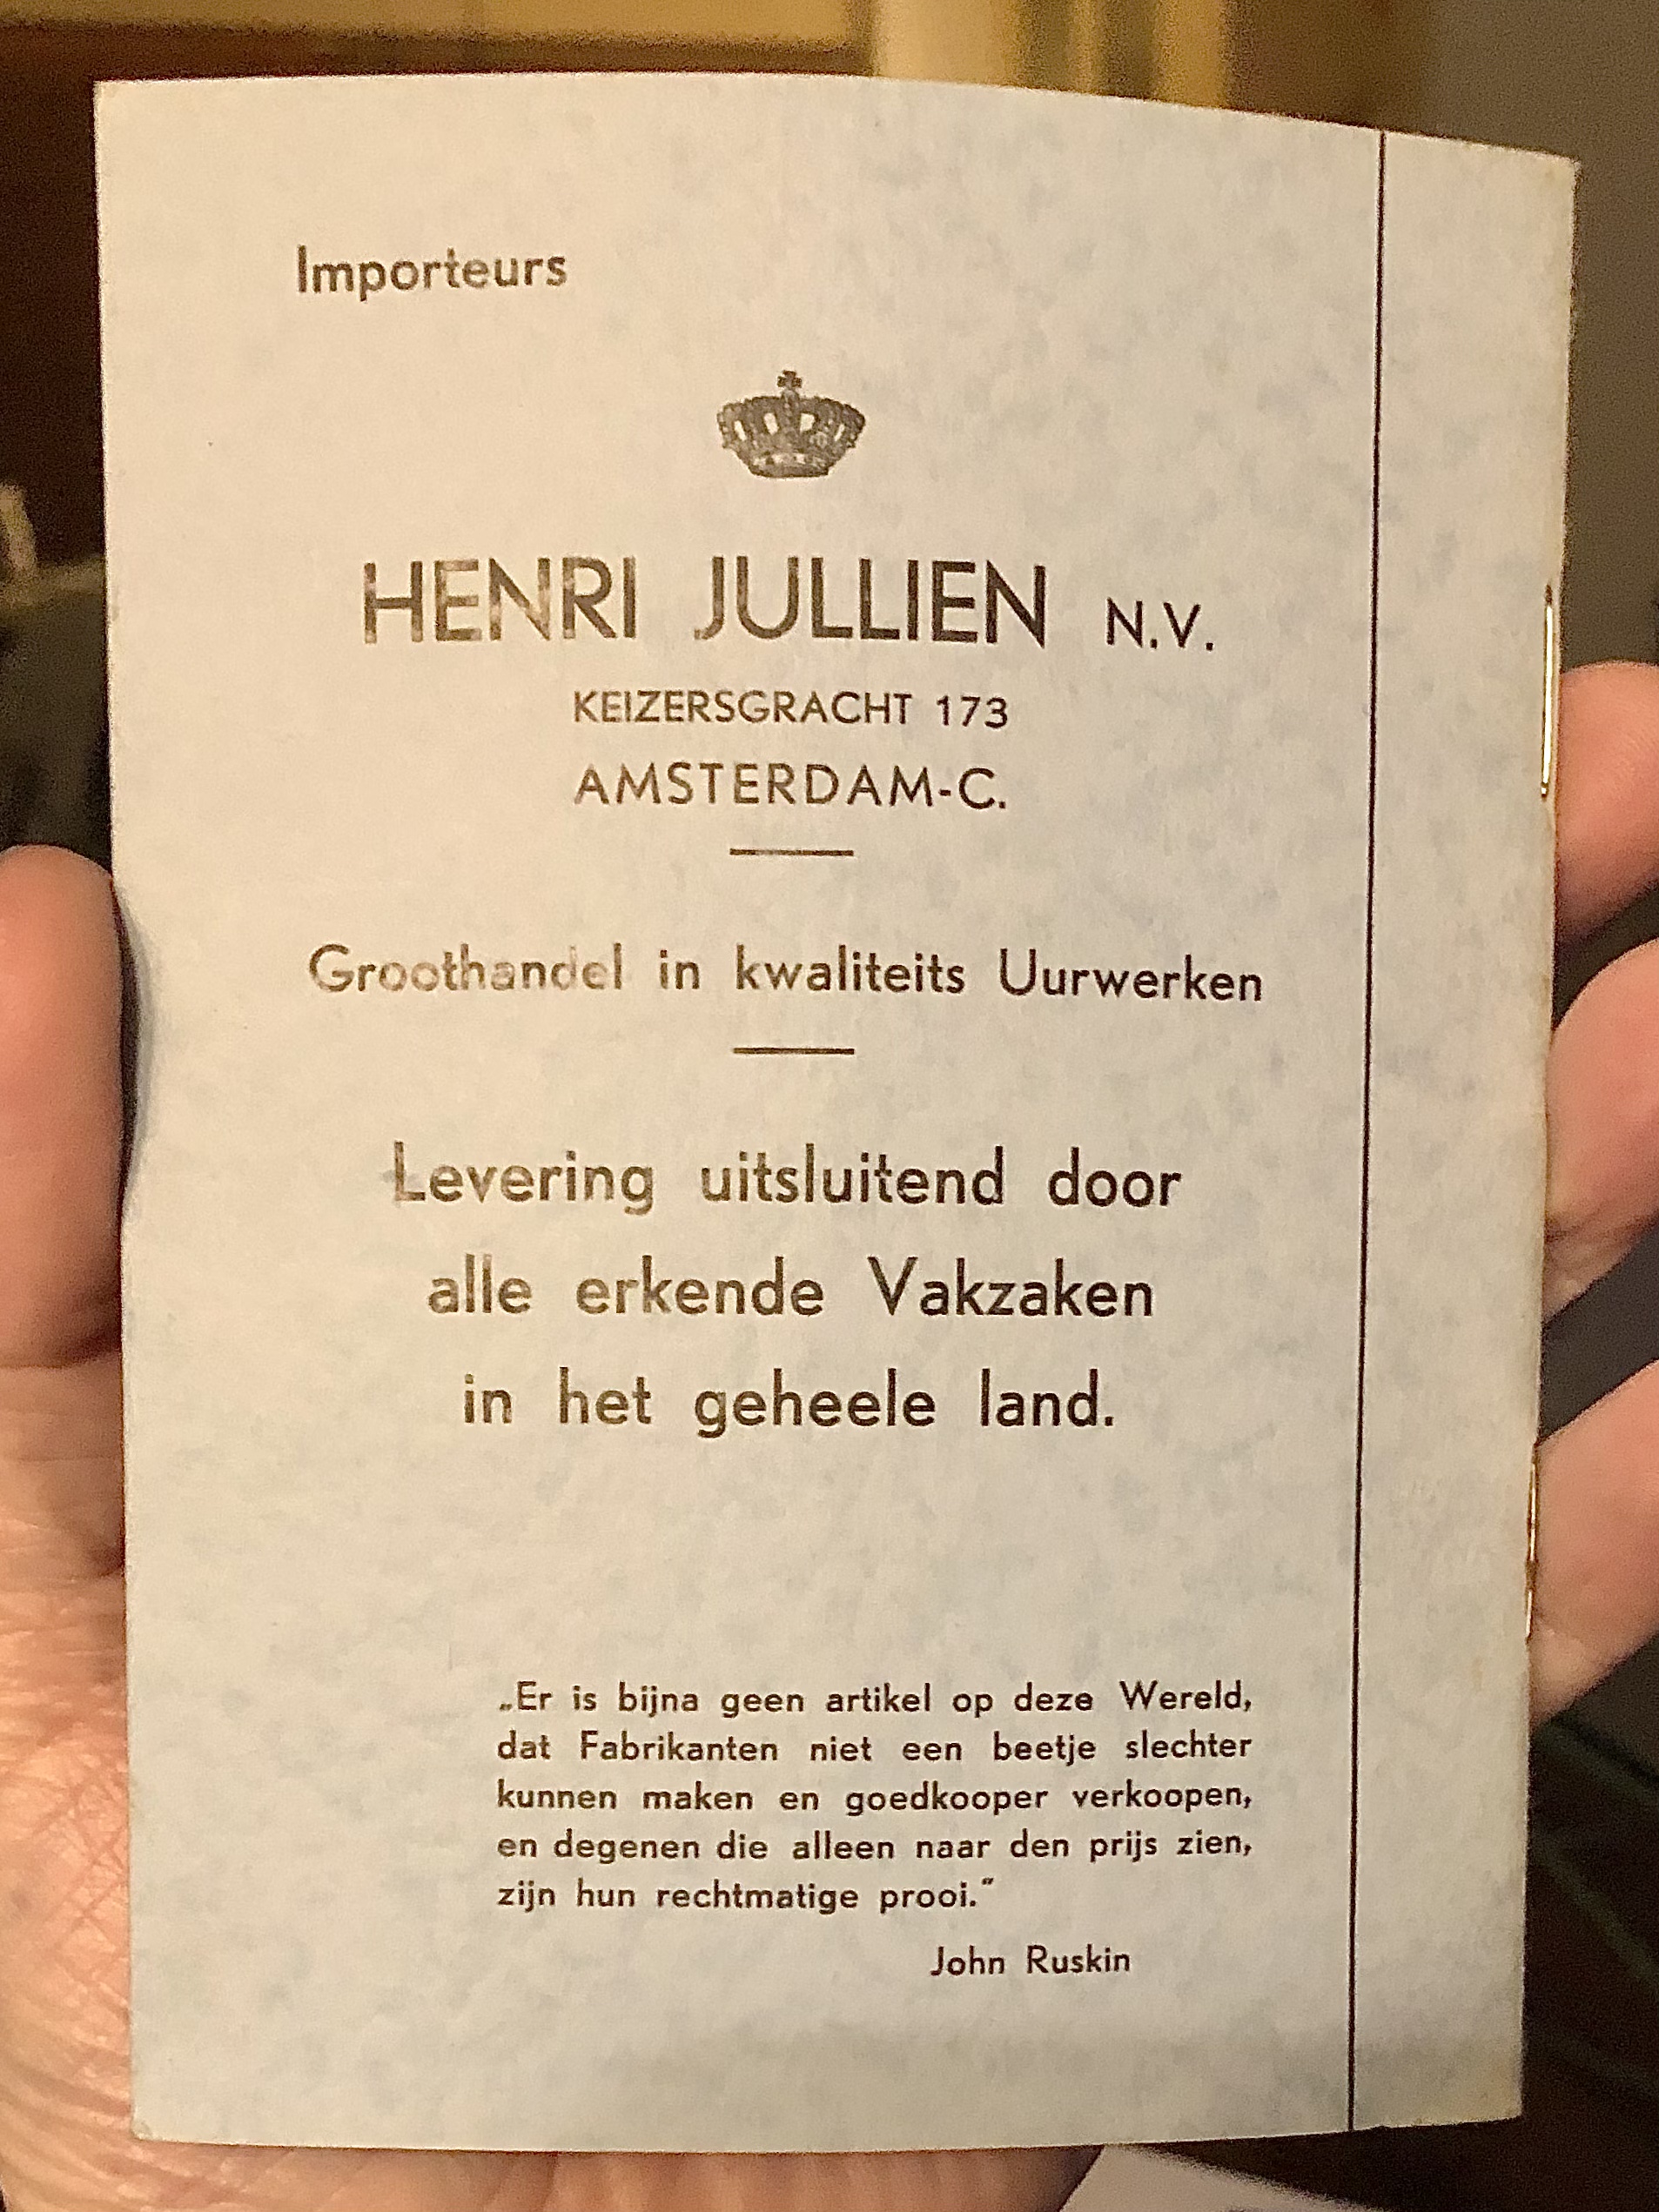 Importeurs
HENRI JULLIEN N.V.
KEIZERSGRACHT 173
AMSTERDAM-C.
Groothandel in kwaliteits Uurwerken
Levering uitsluitend door
alle erkende Vakzaken
in het geheele land.
„Er is bijna geen artikel op deze Wereld,
dat Fabrikanten niet een beetje slechter
kunnen maken en goedkooper verkoopen,
en degenen die alleen naar den prijs zien,
zijn hun rechtmatige prooi.”
John Ruskin